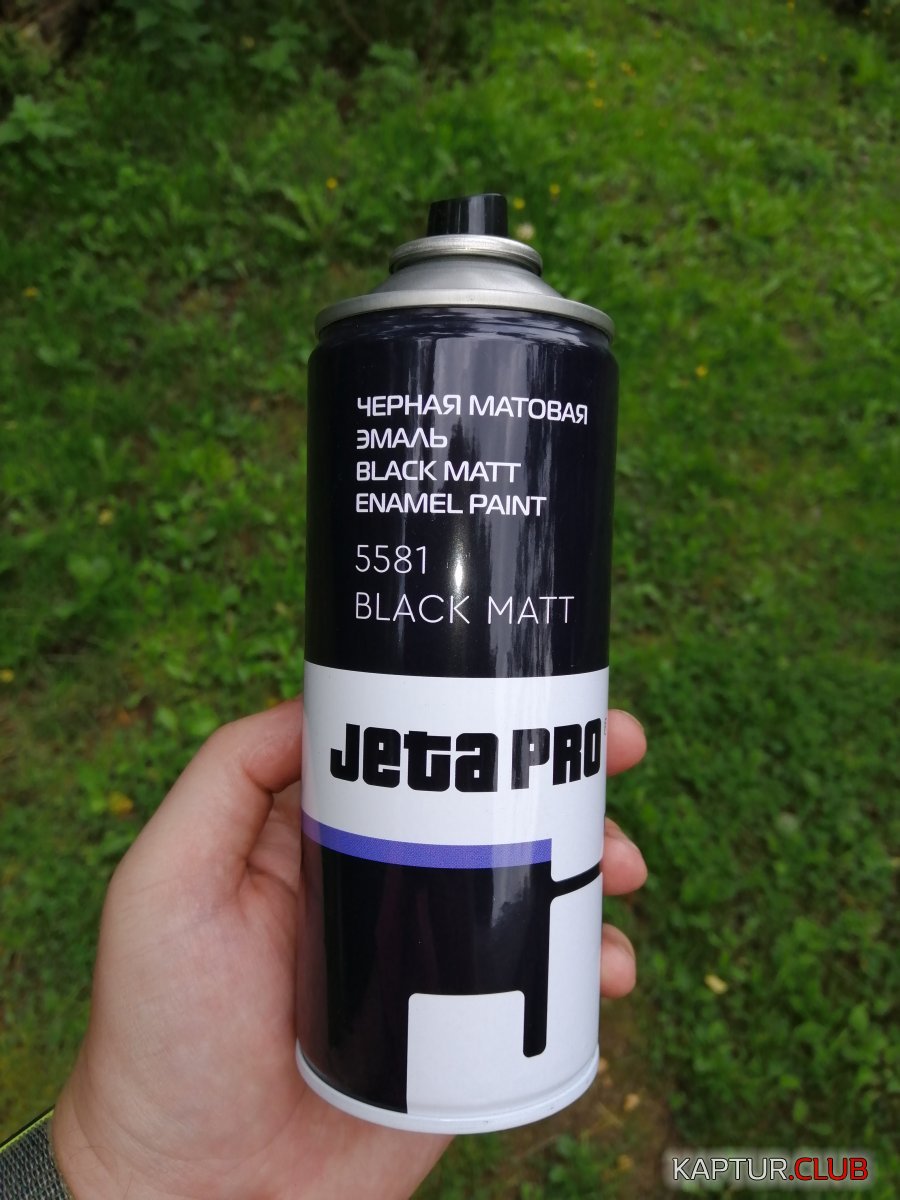 ЧЕРНАЯ МАТОВАЯ
ЭМАЛЬ
BLACK MATT
ENAMEL PAINT
5581
BLACK MATT
Jeta PRO
KAPTUR.CLUB